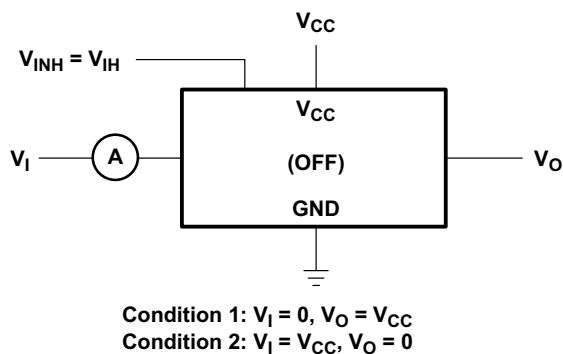 V_CC
V_INH = V_IH
V_CC
V_I
A
(OFF)
V_O
GND
Condition 1: V_I = 0, V_O = V_CC
Condition 2: V_I = V_CC, V_O = 0